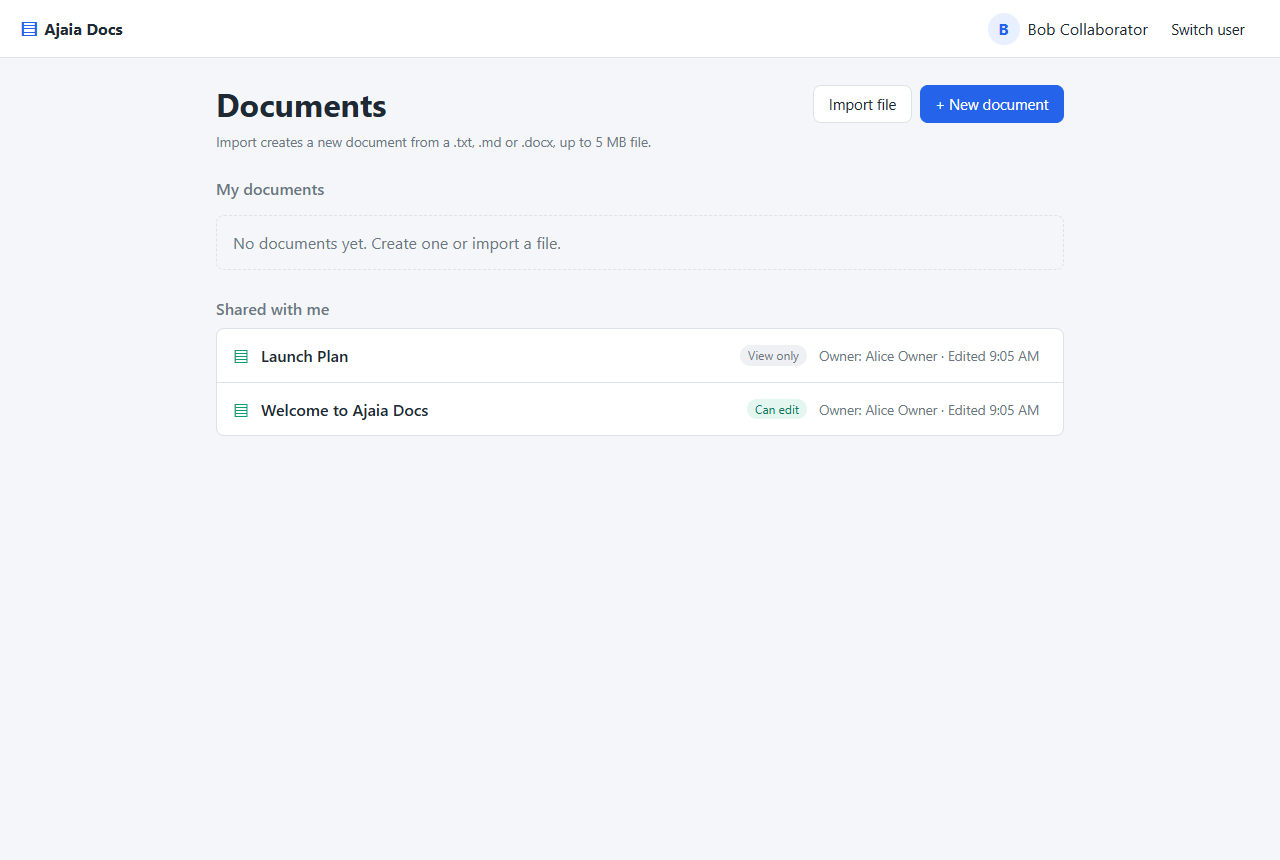 Ajaia Docs
B Bob Collaborator Switch user
Documents
Import file + New document
Import creates a new document from a .txt, .md or .docx, up to 5 MB file.
My documents
No documents yet. Create one or import a file.
Shared with me
Launch Plan View only Owner: Alice Owner · Edited 9:05 AM
Welcome to Ajaia Docs Can edit Owner: Alice Owner · Edited 9:05 AM